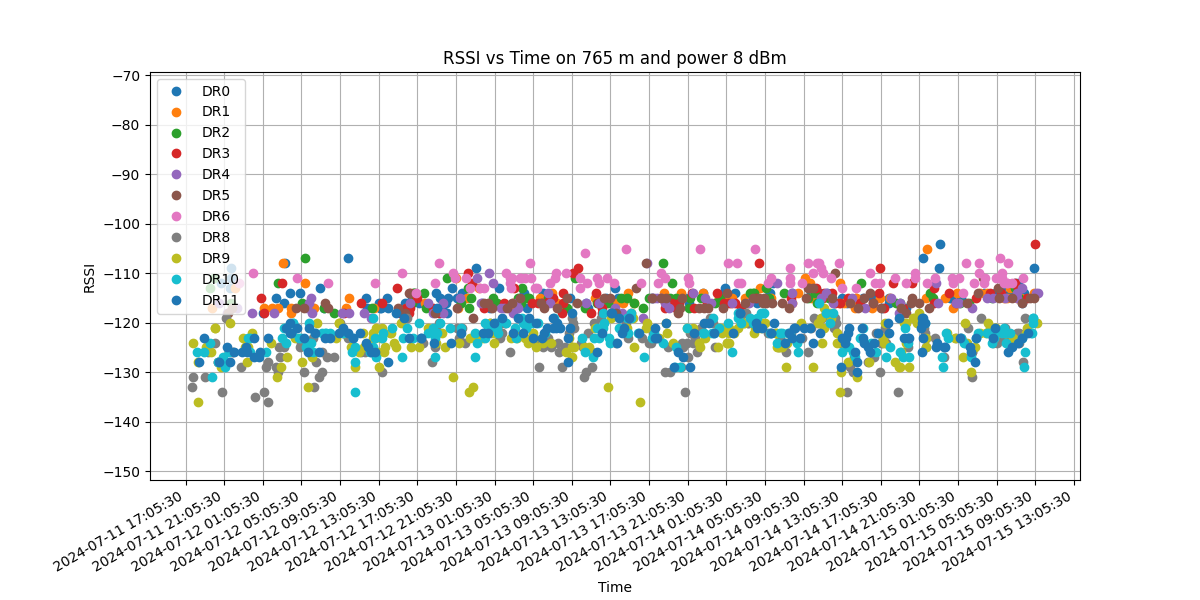 RSSI vs Time on 765 m and power 8 dBm
−70
−80
−90
−100
−110
−120
−130
−140
−150
RSSI
DR0
DR1
DR2
DR3
DR4
DR5
DR6
DR8
DR9
DR10
DR11
2024-07-11 17:05:30
2024-07-11 21:05:30
2024-07-12 01:05:30
2024-07-12 05:05:30
2024-07-12 09:05:30
2024-07-12 13:05:30
2024-07-12 17:05:30
2024-07-12 21:05:30
2024-07-13 01:05:30
2024-07-13 05:05:30
2024-07-13 09:05:30
2024-07-13 13:05:30
2024-07-13 17:05:30
2024-07-13 21:05:30
2024-07-14 01:05:30
2024-07-14 05:05:30
2024-07-14 09:05:30
2024-07-14 13:05:30
2024-07-14 17:05:30
2024-07-14 21:05:30
2024-07-15 01:05:30
2024-07-15 05:05:30
2024-07-15 09:05:30
2024-07-15 13:05:30
Time